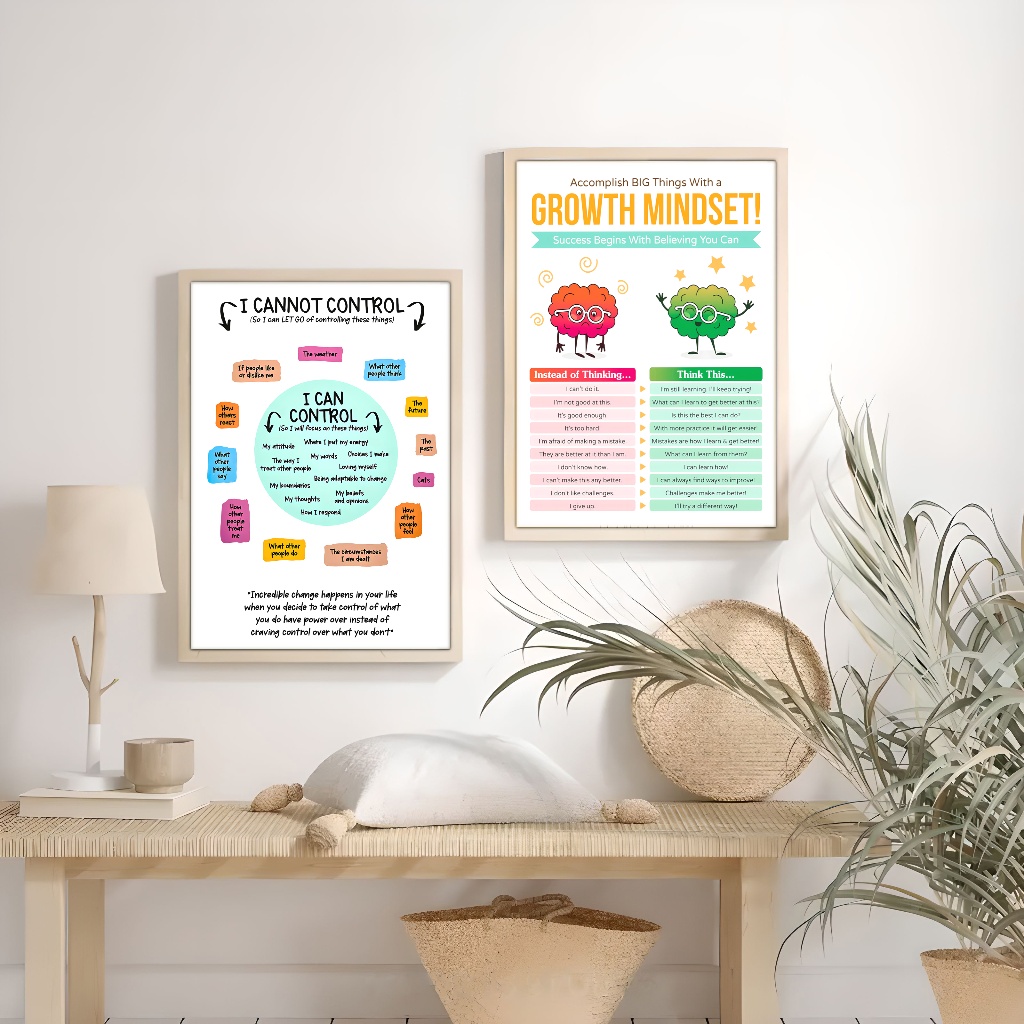 I CANNOT CONTROL
(So I can LET GO of controlling these things!)
The weather
If people like
or dislike me
What other
people think
How
others
react
The
future
What
other
people
say
The
past
Cats
How
other
people
treat
me
How
other
people
feel
What other
people do
The circumstances
I am dealt
I CAN
CONTROL
(So I will focus on these things!)
My attitude
Where I put my energy
The way I
treat other people
My words
Choices I make
Loving myself
Being adaptable to change
My boundaries
My thoughts
My beliefs
and opinions
How I respond
"Incredible change happens in your life
when you decide to take control of what
you do have power over instead of
craving control over what you don't"
Accomplish BIG Things With a
GROWTH MINDSET!
Success Begins With Believing You Can
Instead of Thinking... Think This...
I can't do it. I'm still learning. I'll keep trying!
I'm not good at this. What can I learn to get better at this?
It's good enough Is this the best I can do?
It's too hard. With more practice it will get easier.
I'm afraid of making a mistake. Mistakes are how I learn & get better!
They are better at it than I am. What can I learn from them?
I don't know how. I can learn how!
I can't make this any better. I can always find ways to improve!
I don't like challenges. Challenges make me better!
I give up. I'll try a different way!